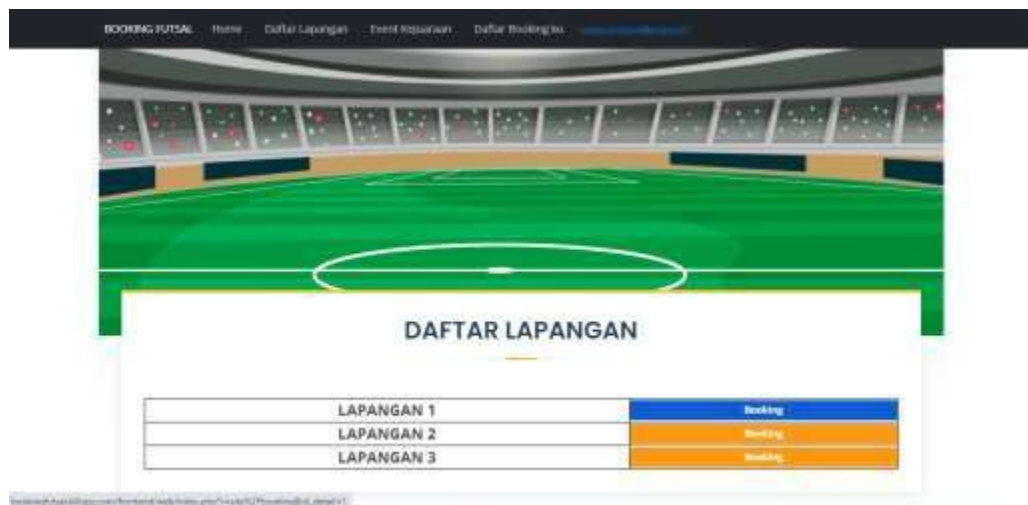 BOOKING FUTSAL Home Daftar Lapangan Event Kejuaraan Daftar Booking ku
DAFTAR LAPANGAN
LAPANGAN 1 Booking
LAPANGAN 2 Booking
LAPANGAN 3 Booking